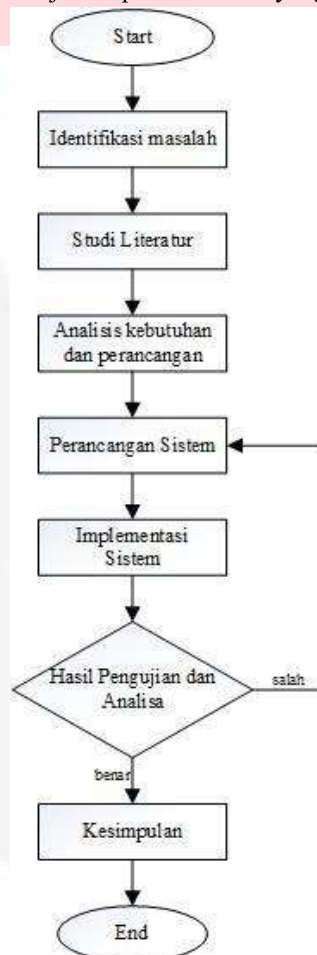 Start
Identifikasi masalah
Studi Literatur
Analisis kebutuhan
dan perancangan
Perancangan Sistem
Implementasi
Sistem
Hasil Pengujian dan
Analisa
salah
benar
Kesimpulan
End